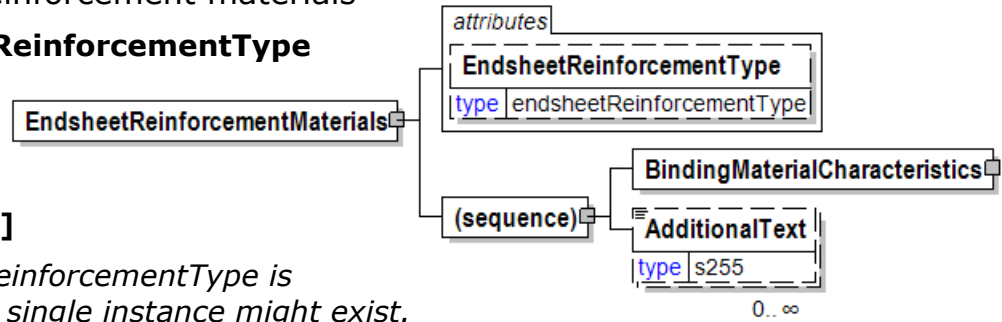 inforcement materials
ReinforcementType
]
einforcementType is
single instance might exist.
attributes
EndsheetReinforcementType
type endsheetReinforcementType
EndsheetReinforcementMaterials
(sequence)
BindingMaterialCharacteristics
AdditionalText
type s255
0.. ∞